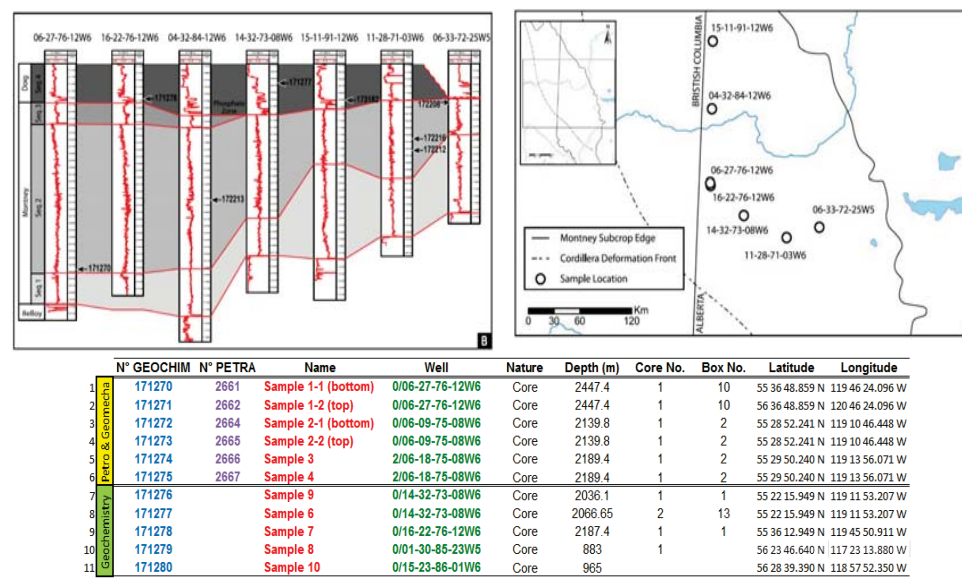 06-27-76-12W6 16-22-76-12W6 04-32-84-12W6 14-32-73-08W6 15-11-91-12W6 11-28-71-03W6 06-33-72-25W5
Doig
Seq. 4
Seq. 3
Montney
Seq. 2
Seq. 1
Belloy
171278
Phosphate
Zone
171277
172208
172216
172212
172213
171270
B
BRISTISH COLUMBIA
ALBERTA
15-11-91-12W6
04-32-84-12W6
06-27-76-12W6
16-22-76-12W6
06-33-72-25W5
14-32-73-08W6
11-28-71-03W6
Montney Subcrop Edge
Cordillera Deformation Front
Sample Location
Km
0 30 60 120
N° GEOCHIM N° PETRA Name Well Nature Depth (m) Core No. Box No. Latitude Longitude
Petro & Geomecha
1 171270 2661 Sample 1-1 (bottom) 0/06-27-76-12W6 Core 2447.4 1 10 55 36 48.859 N 119 46 24.096 W
2 171271 2662 Sample 1-2 (top) 0/06-27-76-12W6 Core 2447.4 1 10 56 36 48.859 N 120 46 24.096 W
3 171272 2664 Sample 2-1 (bottom) 0/06-09-75-08W6 Core 2139.8 1 2 55 28 52.241 N 119 10 46.448 W
4 171273 2665 Sample 2-2 (top) 0/06-09-75-08W6 Core 2139.8 1 2 55 28 52.241 N 119 10 46.448 W
5 171274 2666 Sample 3 2/06-18-75-08W6 Core 2189.4 1 2 55 29 50.240 N 119 13 56.071 W
6 171275 2667 Sample 4 2/06-18-75-08W6 Core 2189.4 1 2 55 29 50.240 N 119 13 56.071 W
Geochemistry
7 171276 Sample 9 0/14-32-73-08W6 Core 2036.1 1 1 55 22 15.949 N 119 11 53.207 W
8 171277 Sample 6 0/14-32-73-08W6 Core 2066.65 2 13 55 22 15.949 N 119 11 53.207 W
9 171278 Sample 7 0/16-22-76-12W6 Core 2187.4 1 1 55 36 12.949 N 119 45 50.911 W
10 171279 Sample 8 0/01-30-85-23W5 Core 883 1 56 23 46.640 N 117 23 13.880 W
11 171280 Sample 10 0/15-23-86-01W6 Core 965 56 28 39.390 N 118 57 52.350 W